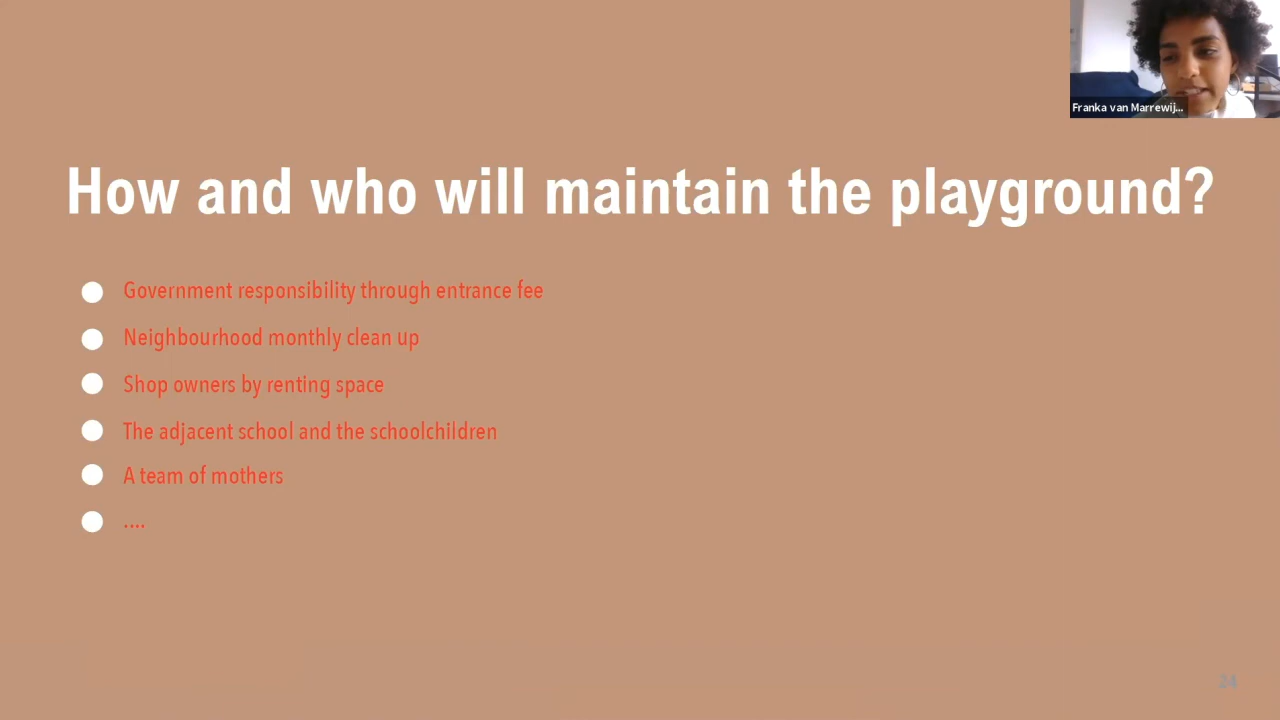 Franka van Marrewij...
How and who will maintain the playground?
Government responsibility through entrance fee
Neighbourhood monthly clean up
Shop owners by renting space
The adjacent school and the schoolchildren
A team of mothers
....
24